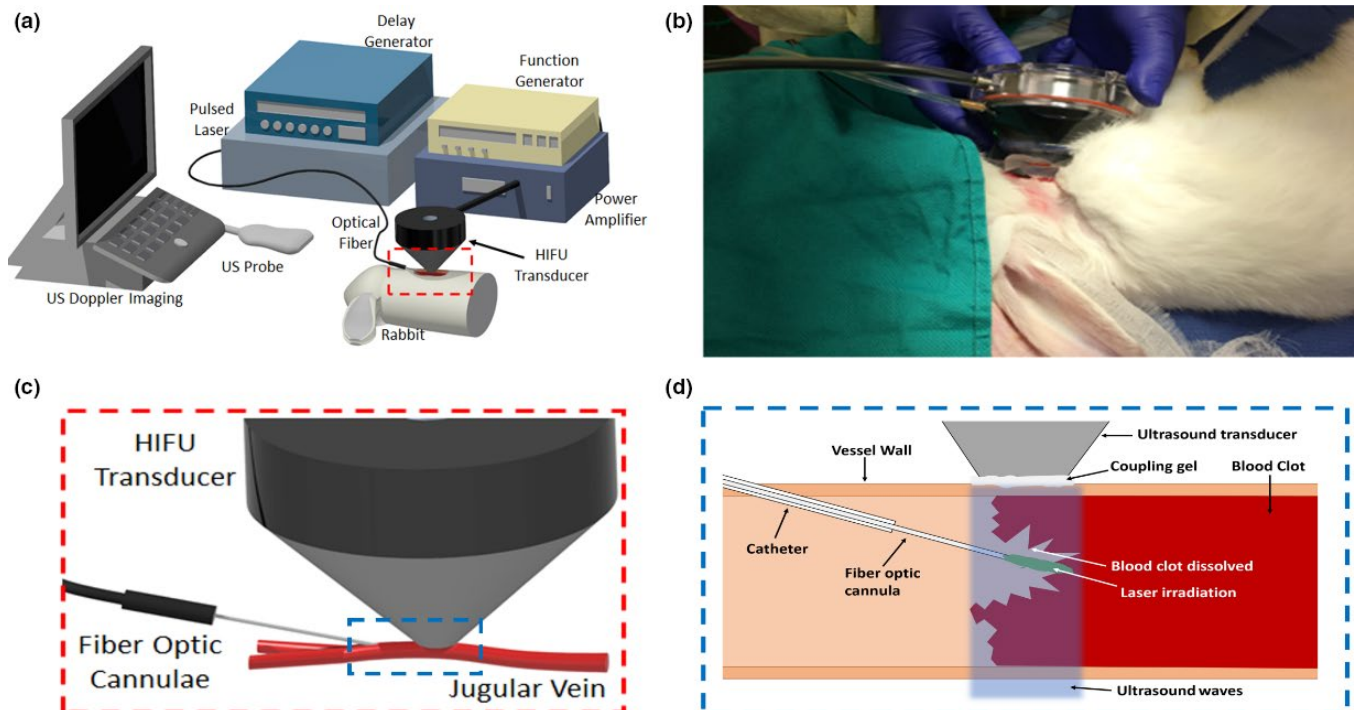 (a)
Delay
Generator
Function
Generator
Pulsed
Laser
Optical
Fiber
Power
Amplifier
HIFU
Transducer
US Probe
US Doppler Imaging
Rabbit
(b)
(c)
HIFU
Transducer
Fiber Optic
Cannulae
Jugular Vein
(d)
Ultrasound transducer
Vessel Wall
Coupling gel
Blood Clot
Catheter
Fiber optic
cannula
Blood clot dissolved
Laser irradiation
Ultrasound waves